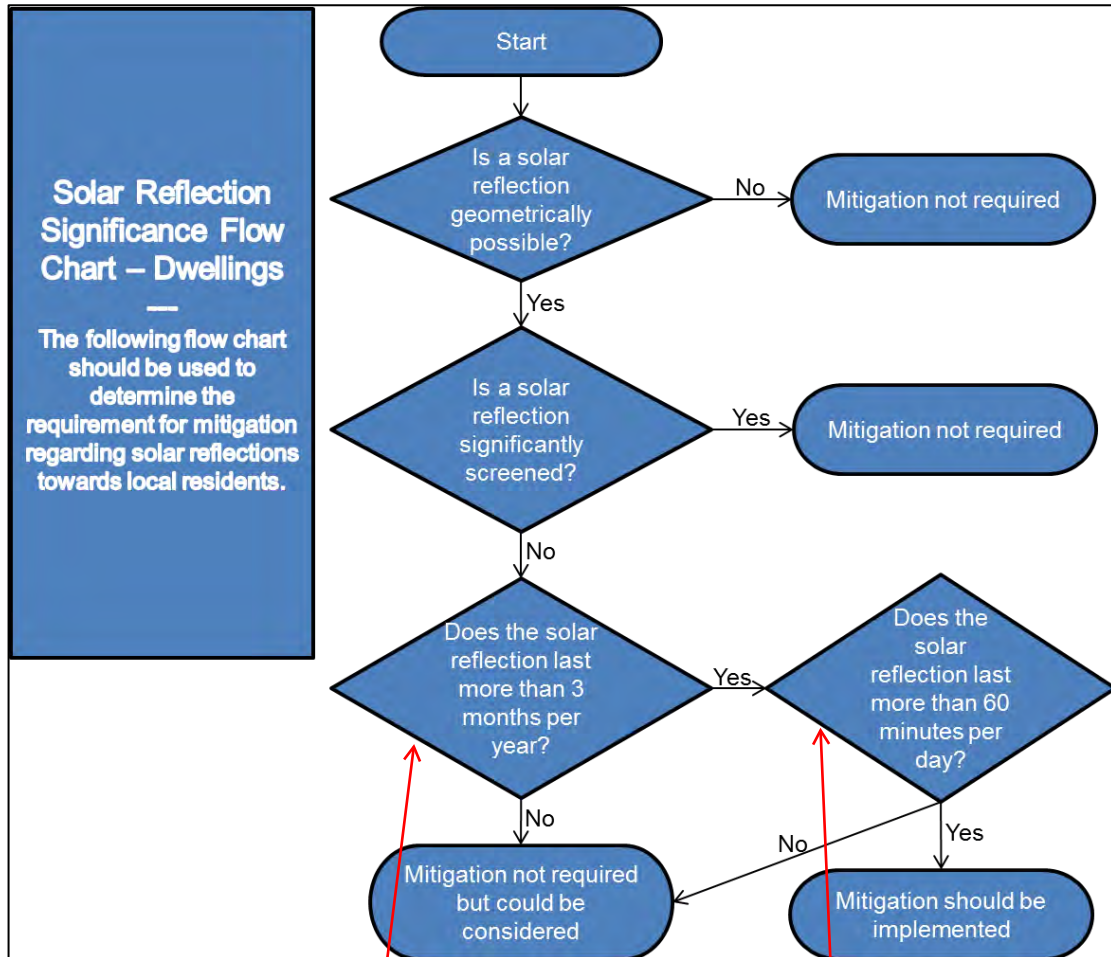 Solar Reflection
Significance Flow
Chart – Dwellings
---
The following flow chart
should be used to
determine the
requirement for mitigation
regarding solar reflections
towards local residents.
Start
Is a solar
reflection
geometrically
possible?
No
Mitigation not required
Yes
Is a solar
reflection
significantly
screened?
Yes
Mitigation not required
No
Does the solar
reflection last
more than 3
months per
year?
Yes
Does the
solar
reflection last
more than 60
minutes per
day?
No
No
Yes
Mitigation not required
but could be
considered
Mitigation should be
implemented